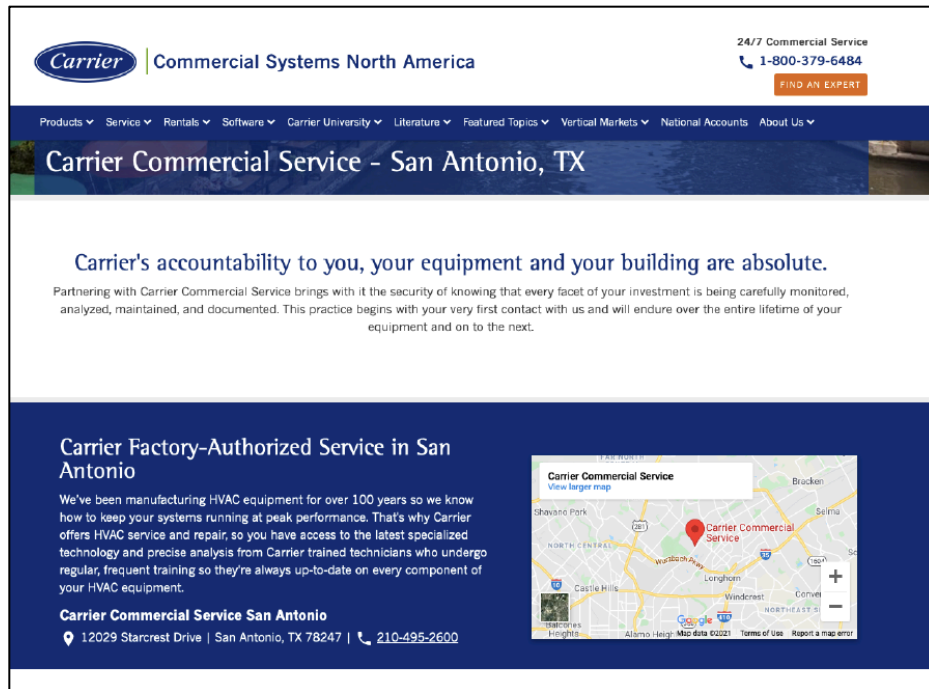 24/7 Commercial Service
Carrier
Commercial Systems North America
1-800-379-6484
FIND AN EXPERT
Products Service Rentals Software Carrier University Literature Featured Topics Vertical Markets National Accounts About Us
Carrier Commercial Service - San Antonio, TX
Carrier's accountability to you, your equipment and your building are absolute.
Partnering with Carrier Commercial Service brings with it the security of knowing that every facet of your investment is being carefully monitored,
analyzed, maintained, and documented. This practice begins with your very first contact with us and will endure over the entire lifetime of your
equipment and on to the next.
Carrier Factory-Authorized Service in San
Antonio
We've been manufacturing HVAC equipment for over 100 years so we know
how to keep your systems running at peak performance. That's why Carrier
offers HVAC service and repair, so you have access to the latest specialized
technology and precise analysis from Carrier trained technicians who undergo
regular, frequent training so they're always up-to-date on every component of
your HVAC equipment.
Carrier Commercial Service San Antonio
12029 Starcrest Drive | San Antonio, TX 78247 | 210-495-2600
Carrier Commercial Service
View larger map
Bracken
Shavano Park
Selma
281
Carrier Commercial
Service
NORTH CENTRAL
Wurzbach Pkwy
35
1604
Longhorn
10
Castle Hills
Windcrest
NORTHEAST
Balcones
Heights
Alamo
Google
410
Map data ©2021 Terms of Use Report a map error